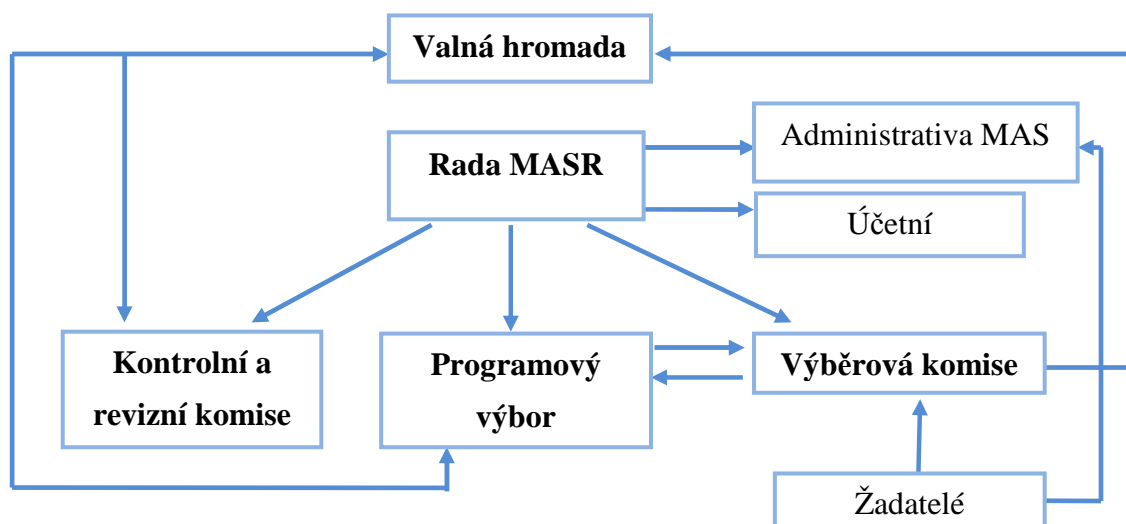 Valná hromada
Administrativa MAS
Rada MASR
Účetní
Kontrolní a
revizní komise
Programový
výbor
Výběrová komise
Žadatelé